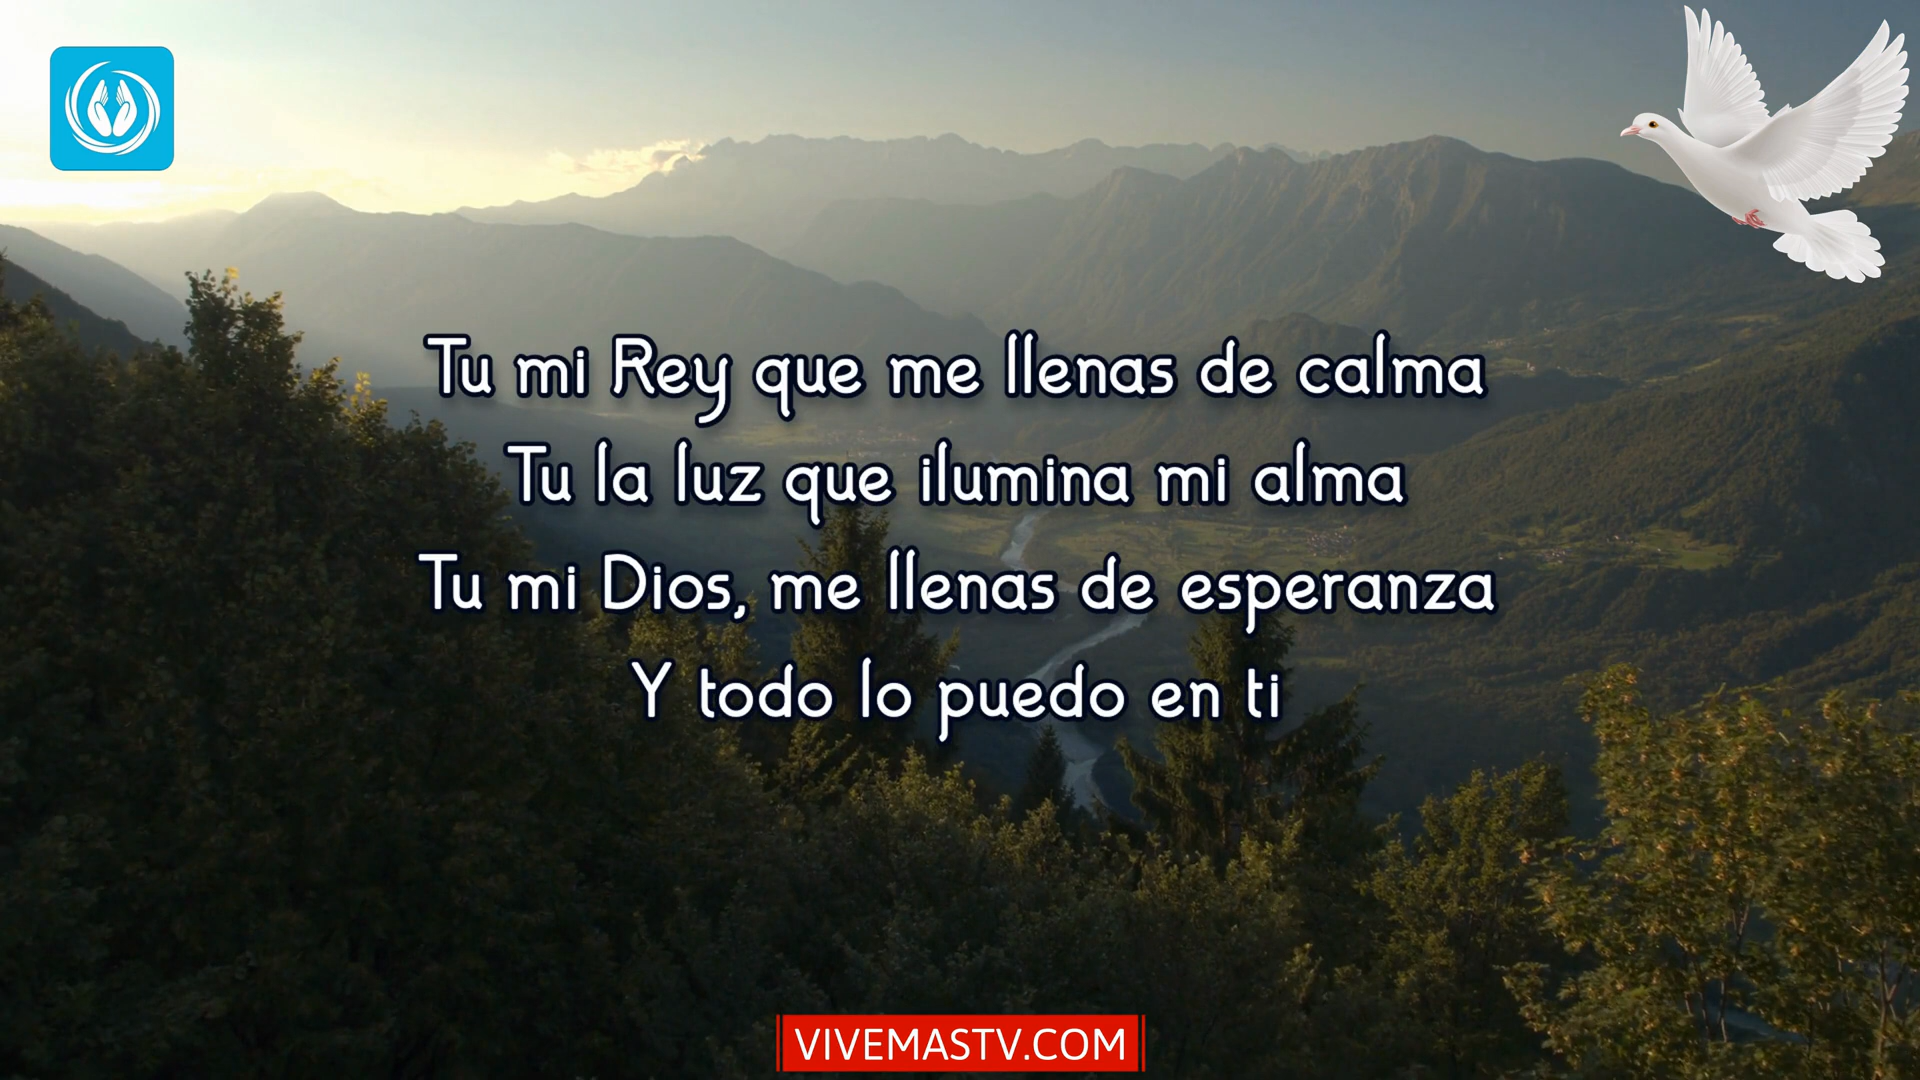 Tu mi Rey que me llenas de calma
Tu la luz que ilumina mi alma
Tu mi Dios, me llenas de esperanza
Y todo lo puedo en ti
VIVEMASTV.COM